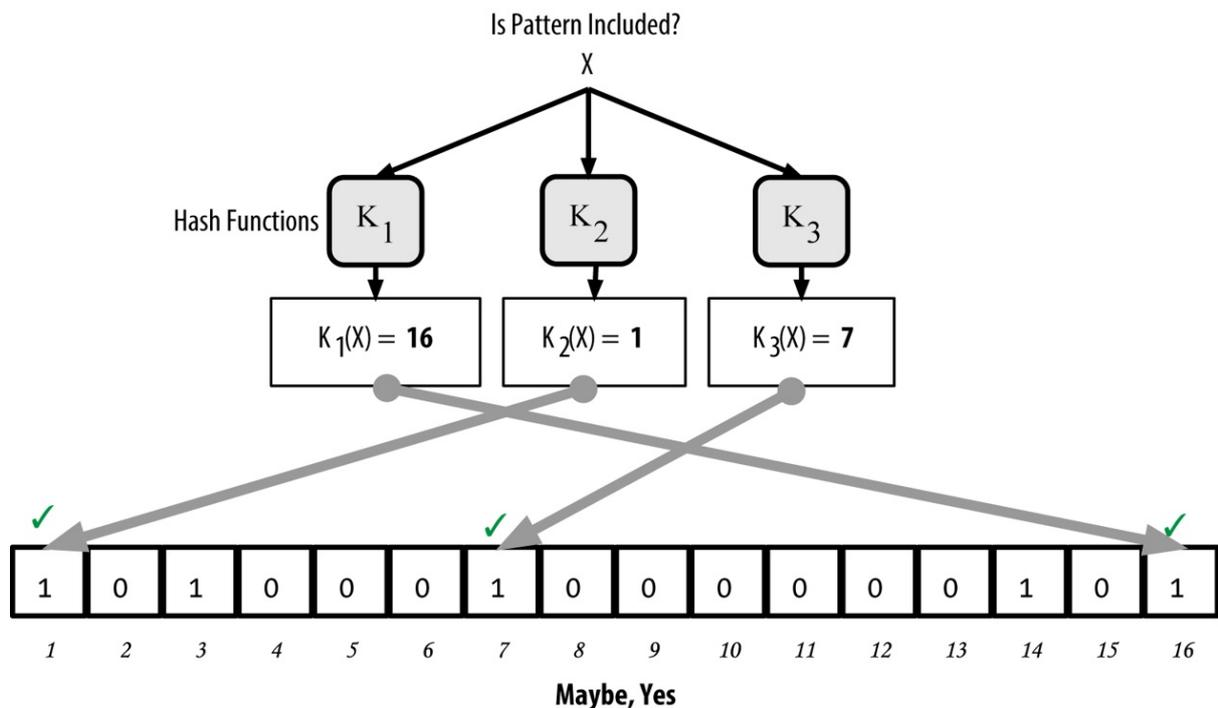 Is Pattern Included?
X
Hash Functions K1 K2 K3
K1(X) = 16 K2(X) = 1 K3(X) = 7
✓ ✓ ✓
1 0 1 0 0 0 1 0 0 0 0 0 0 1 0 1
1 2 3 4 5 6 7 8 9 10 11 12 13 14 15 16
Maybe, Yes